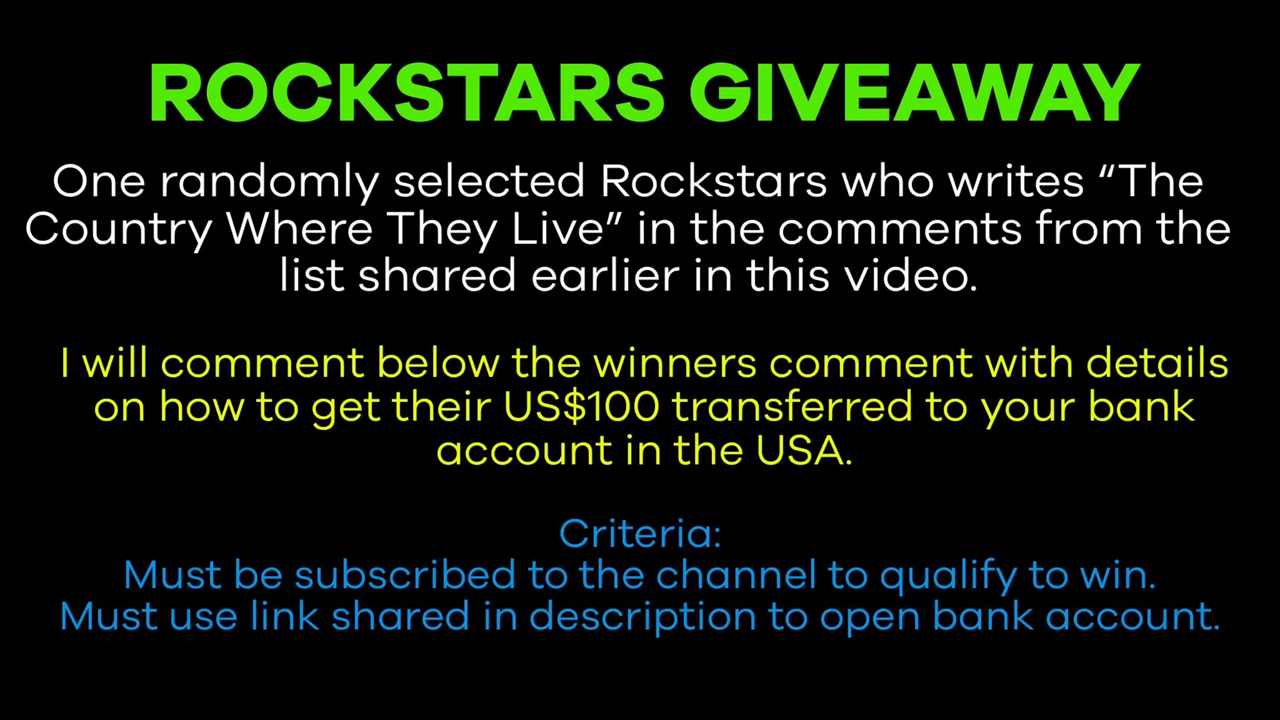 ROCKSTARS GIVEAWAY
One randomly selected Rockstars who writes “The
Country Where They Live” in the comments from the
list shared earlier in this video.
I will comment below the winners comment with details
on how to get their US$100 transferred to your bank
account in the USA.
Criteria:
Must be subscribed to the channel to qualify to win.
Must use link shared in description to open bank account.